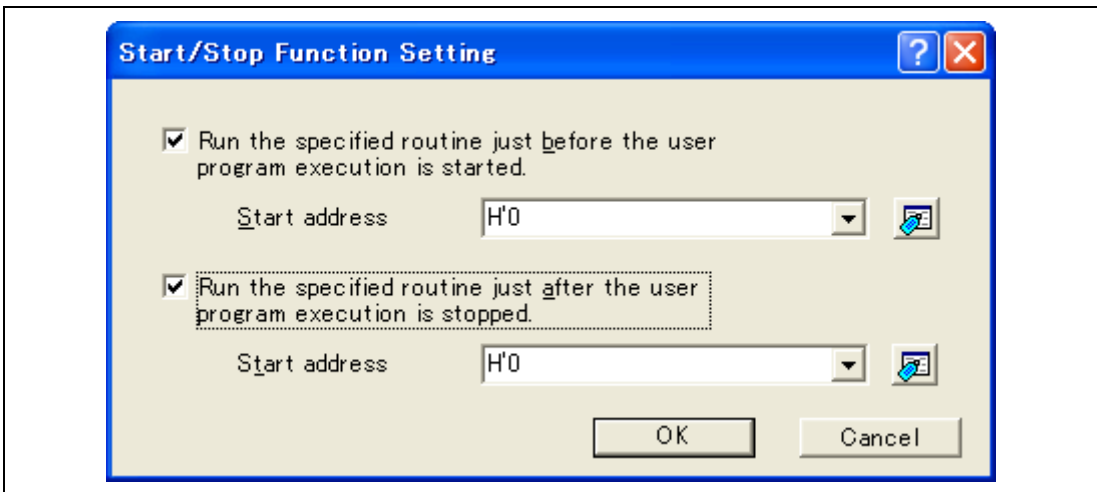 Start/Stop Function Setting
Run the specified routine just before the user
program execution is started.
Start address H'0
Run the specified routine just after the user
program execution is stopped.
Start address H'0
OK Cancel